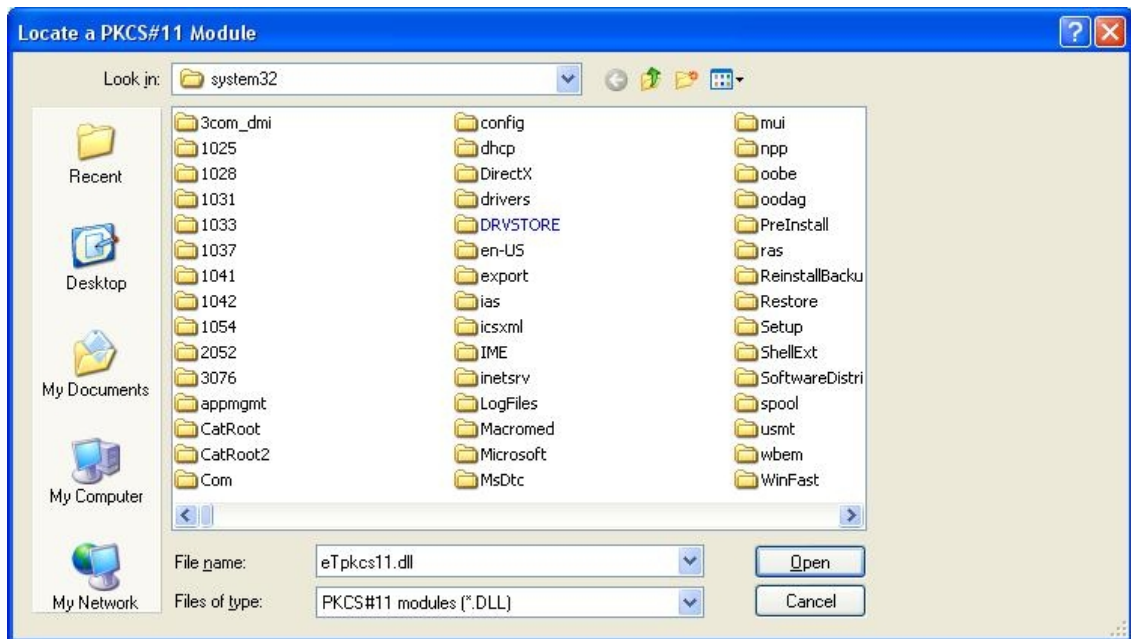 Locate a PKCS#11 Module
Look in:
system32
Recent
Desktop
My Documents
My Computer
My Network
3com_dmi
1025
1028
1031
1033
1037
1041
1042
1054
2052
3076
appmgmt
CatRoot
CatRoot2
Com
config
dhcp
DirectX
drivers
DRVSTORE
en-US
export
ias
icsxml
IME
inetsrv
LogFiles
Macromed
Microsoft
MsDtc
mui
npp
oobe
oodag
PreInstall
ras
ReinstallBacku
Restore
Setup
ShellExt
SoftwareDistri
spool
usmt
wbem
WinFast
File name:
eTpkcs11.dll
Open
Files of type:
PKCS#11 modules (*.DLL)
Cancel